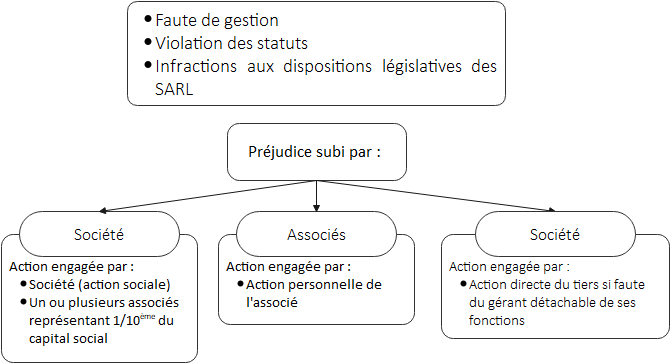 • Faute de gestion
• Violation des statuts
• Infractions aux dispositions législatives des
SARL
Préjudice subi par :
Société
Action engagée par :
• Société (action sociale)
• Un ou plusieurs associés
représentant 1/10ème du
capital social
Associés
Action engagée par :
• Action personnelle de
l'associé
Société
Action engagée par :
• Action directe du tiers si faute
du gérant détachable de ses
fonctions